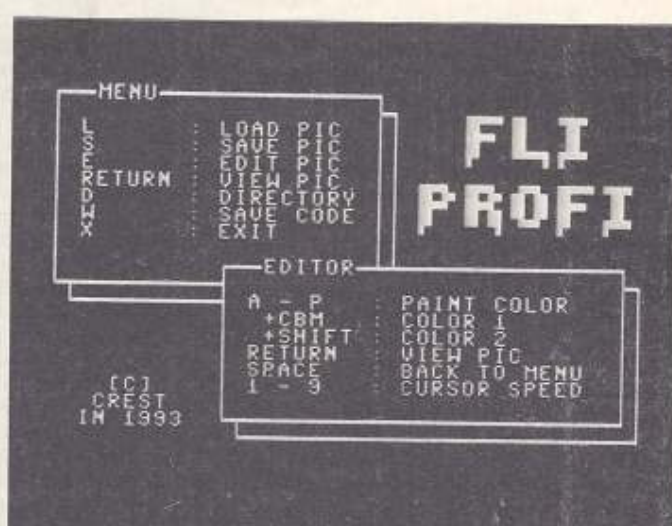 MENU
L : LOAD PIC
S : SAVE PIC
E : EDIT PIC
RETURN : VIEW PIC
D : DIRECTORY
W : SAVE CODE
X : EXIT
FLI
PROFI
EDITOR
A - P : PAINT COLOR
+CBM : COLOR 1
+SHIFT : COLOR 2
RETURN : VIEW PIC
SPACE : BACK TO MENU
1 - 9 : CURSOR SPEED
[C]
CREST
IN 1993